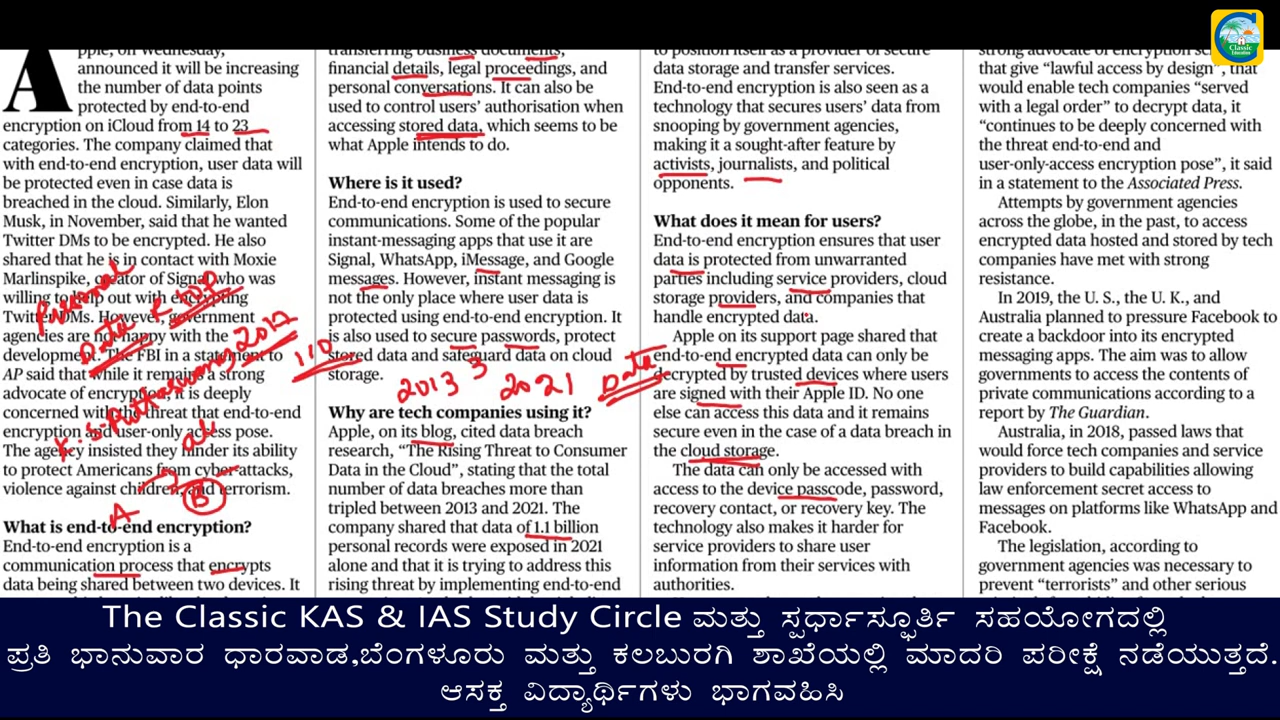 Classic
Education
A
pple, on Wednesday,
announced it will be increasing
the number of data points
protected by end-to-end
encryption on iCloud from 14 to 23
categories. The company claimed that
with end-to-end encryption, user data will
be protected even in case data is
breached in the cloud. Similarly, Elon
Musk, in November, said that he wanted
Twitter DMs to be encrypted. He also
shared that he is in contact with Moxie
Marlinspike, creator of Signal, who was
willing to help out with encrypting
Twitter DMs. However, government
agencies are not happy with the
development. The FBI in a statement to
AP said that while it remains a strong
advocate of encryption, it is deeply
concerned with the threat that end-to-end
encryption and user-only access pose.
The agency insisted they hinder its ability
to protect Americans from cyber-attacks,
violence against children, and terrorism.
What is end-to-end encryption?
End-to-end encryption is a
communication process that encrypts
data being shared between two devices. It
transferring business documents,
financial details, legal proceedings, and
personal conversations. It can also be
used to control users' authorisation when
accessing stored data, which seems to be
what Apple intends to do.
Where is it used?
End-to-end encryption is used to secure
communications. Some of the popular
instant-messaging apps that use it are
Signal, WhatsApp, iMessage, and Google
messages. However, instant messaging is
not the only place where user data is
protected using end-to-end encryption. It
is also used to secure passwords, protect
stored data and safeguard data on cloud
storage.
Why are tech companies using it?
Apple, on its blog, cited data breach
research, "The Rising Threat to Consumer
Data in the Cloud", stating that the total
number of data breaches more than
tripled between 2013 and 2021. The
company shared that data of 1.1 billion
personal records were exposed in 2021
alone and that it is trying to address this
rising threat by implementing end-to-end
to position itself as a provider of secure
data storage and transfer services.
End-to-end encryption is also seen as a
technology that secures users' data from
snooping by government agencies,
making it a sought-after feature by
activists, journalists, and political
opponents.
What does it mean for users?
End-to-end encryption ensures that user
data is protected from unwarranted
parties including service providers, cloud
storage providers, and companies that
handle encrypted data.
Apple on its support page shared that
end-to-end encrypted data can only be
decrypted by trusted devices where users
are signed with their Apple ID. No one
else can access this data and it remains
secure even in the case of a data breach in
the cloud storage.
The data can only be accessed with
access to the device passcode, password,
recovery contact, or recovery key. The
technology also makes it harder for
service providers to share user
information from their services with
authorities.
strong advocate of encryption
that give "lawful access by design", that
would enable tech companies "served
with a legal order" to decrypt data, it
"continues to be deeply concerned with
the threat end-to-end and
user-only-access encryption pose", it said
in a statement to the Associated Press.
Attempts by government agencies
across the globe, in the past, to access
encrypted data hosted and stored by tech
companies have met with strong
resistance.
In 2019, the U. S., the U. K., and
Australia planned to pressure Facebook to
create a backdoor into its encrypted
messaging apps. The aim was to allow
governments to access the contents of
private communications according to a
report by The Guardian.
Australia, in 2018, passed laws that
would force tech companies and service
providers to build capabilities allowing
law enforcement secret access to
messages on platforms like WhatsApp and
Facebook.
The legislation, according to
government agencies was necessary to
prevent "terrorists" and other serious
Personal
Data
2017
2013
3
2021
Data
A
B
The Classic KAS & IAS Study Circle ಮತ್ತು ಸ್ಪರ್ಧಾಸ್ಫೂರ್ತಿ ಸಹಯೋಗದಲ್ಲಿ
ಪ್ರತಿ ಭಾನುವಾರ ಧಾರವಾಡ,ಬೆಂಗಳೂರು ಮತ್ತು ಕಲಬುರಗಿ ಶಾಖೆಯಲ್ಲಿ ಮಾದರಿ ಪರೀಕ್ಷೆ ನಡೆಯುತ್ತದೆ.
ಆಸಕ್ತ ವಿದ್ಯಾರ್ಥಿಗಳು ಭಾಗವಹಿಸಿ